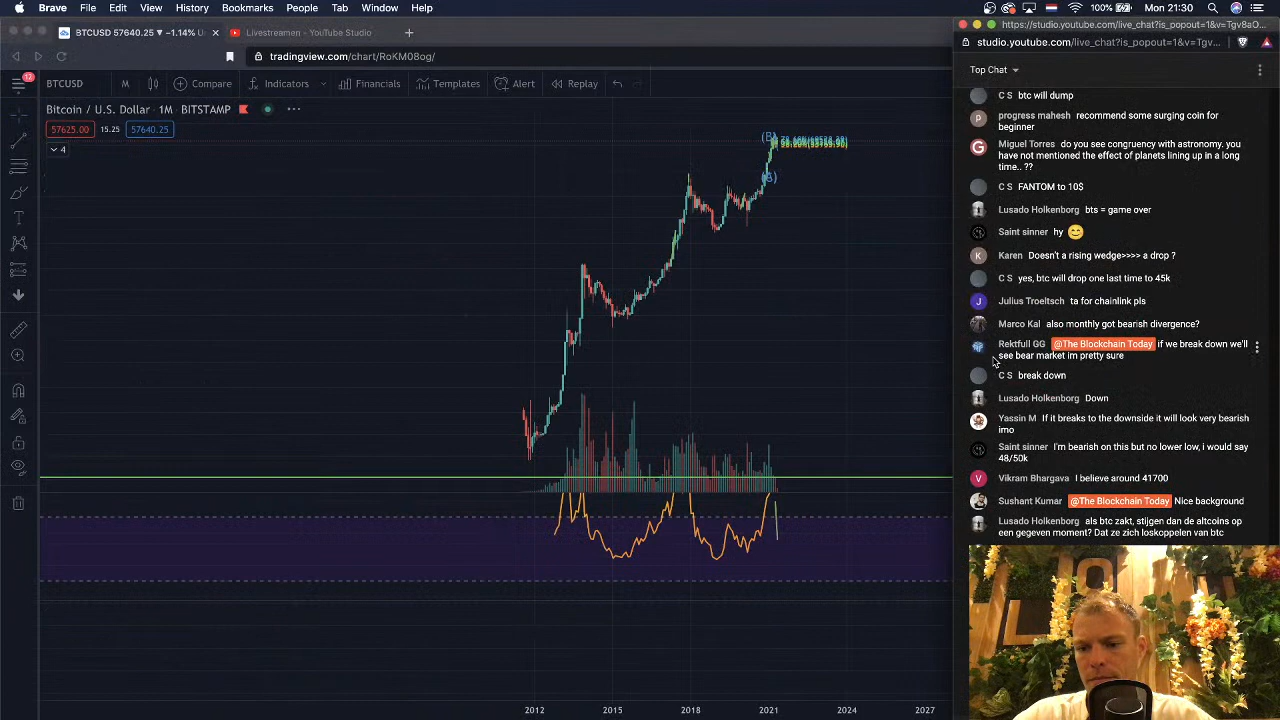 Brave File Edit View History Bookmarks People Tab Window Help
100% Mon 21:30
BTCUSD 57640.25 ▼ −1.14% U
Livestreamen - YouTube Studio
tradingview.com/chart/RoKM08og/
12
BTCUSD M Compare Indicators Financials Templates Alert Replay
Bitcoin / U.S. Dollar · 1M · BITSTAMP
57625.00 15.25 57640.25
4
(B)
2012 2015 2018 2021 2024 2027
https://studio.youtube.com/live_chat?is_popout=1&v=Tgv8aO...
studio.youtube.com/live_chat?is_popout=1&v=Tgv...
Top Chat
C S btc will dump
progress mahesh recommend some surging coin for
beginner
Miguel Torres do you see congruency with astronomy. you
have not mentioned the effect of planets lining up in a long
time.. ??
C S FANTOM to 10$
Lusado Holkenborg bts = game over
Saint sinner hy 😊
Karen Doesn't a rising wedge>>>> a drop ?
C S yes, btc will drop one last time to 45k
Julius Troeltsch ta for chainlink pls
Marco Kal also monthly got bearish divergence?
Rektfull GG @The Blockchain Today if we break down we'll
see bear market im pretty sure
C S break down
Lusado Holkenborg Down
Yassin M If it breaks to the downside it will look very bearish
imo
Saint sinner I'm bearish on this but no lower low, i would say
48/50k
Vikram Bhargava I believe around 41700
Sushant Kumar @The Blockchain Today Nice background
Lusado Holkenborg als btc zakt, stijgen dan de altcoins op
een gegeven moment? Dat ze zich loskoppelen van btc